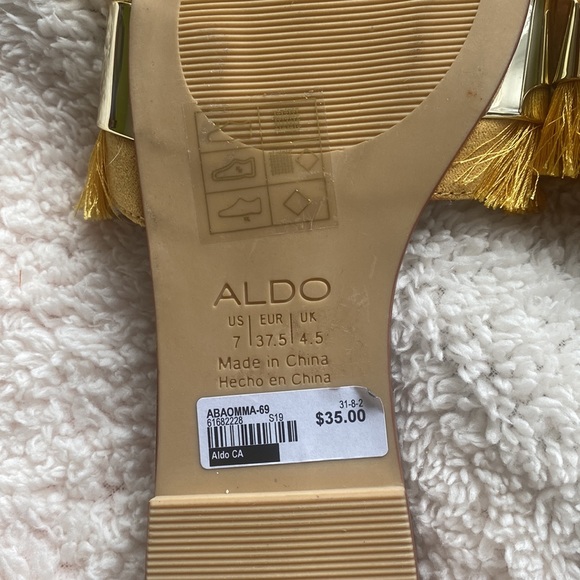 ALDO
US EUR UK
7 37.5 4.5
Made in China
Hecho en China
ABAOMMA-69 31-8-2
61682228 S19 $35.00
Aldo CA